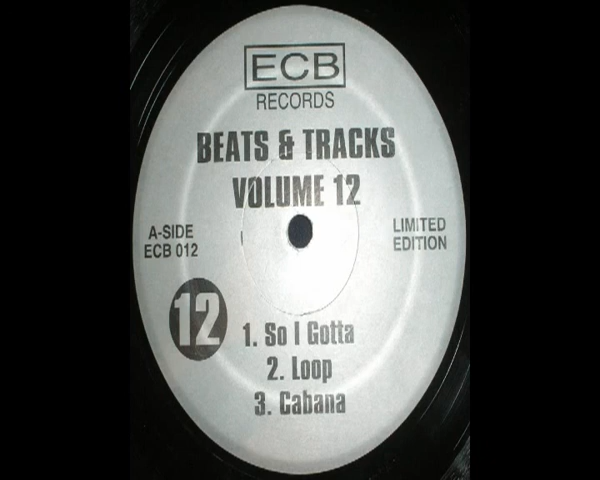 ECB
RECORDS
BEATS & TRACKS
VOLUME 12
A-SIDE
ECB 012
LIMITED
EDITION
12
1. So I Gotta
2. Loop
3. Cabana